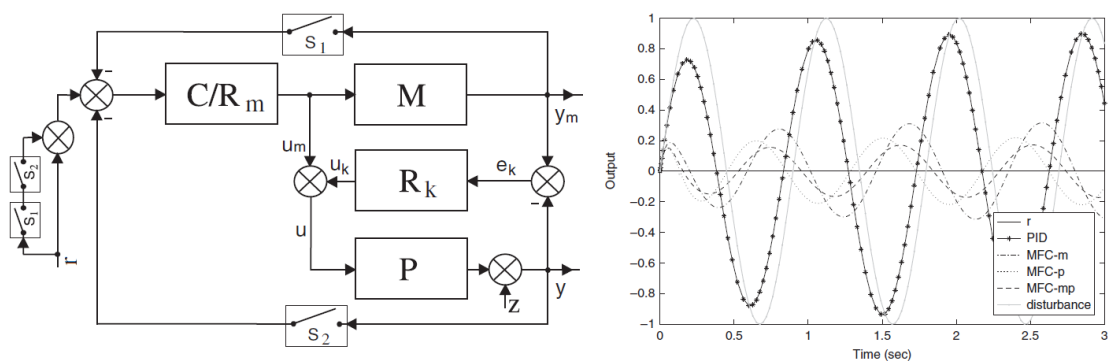 S1
C/Rm
M
ym
S2
S1
um
uk
Rk
ek
r
u
P
z
y
S2
1
0.8
0.6
0.4
0.2
0
−0.2
−0.4
−0.6
−0.8
−1
Output
0
0.5
1
1.5
2
2.5
3
Time (sec)
r
PID
MFC-m
MFC-p
MFC-mp
disturbance